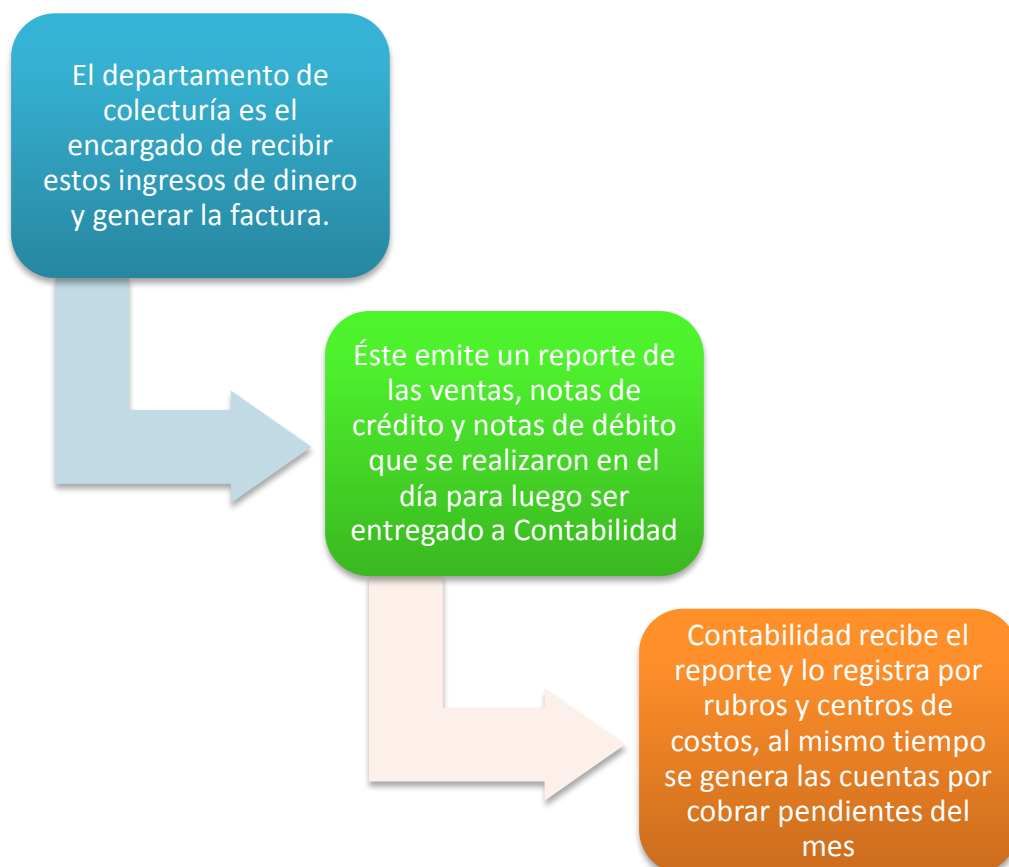 El departamento de
colecturía es el
encargado de recibir
estos ingresos de dinero
y generar la factura.
Éste emite un reporte de
las ventas, notas de
crédito y notas de débito
que se realizaron en el
día para luego ser
entregado a Contabilidad
Contabilidad recibe el
reporte y lo registra por
rubros y centros de
costos, al mismo tiempo
se genera las cuentas por
cobrar pendientes del
mes